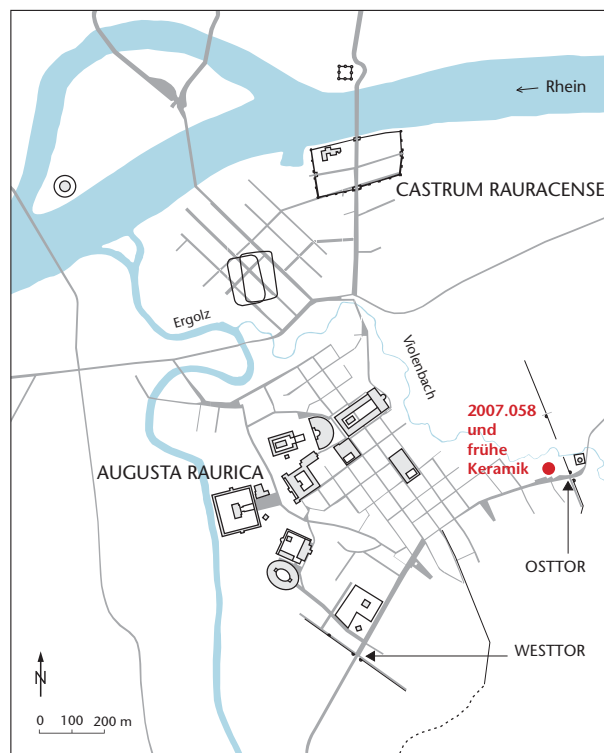 Rhein
CASTRUM RAURACENSE
Ergolz
Violenbach
2007.058
und
frühe
Keramik
AUGUSTA RAURICA
OSTTOR
WESTTOR
N
0 100 200 m